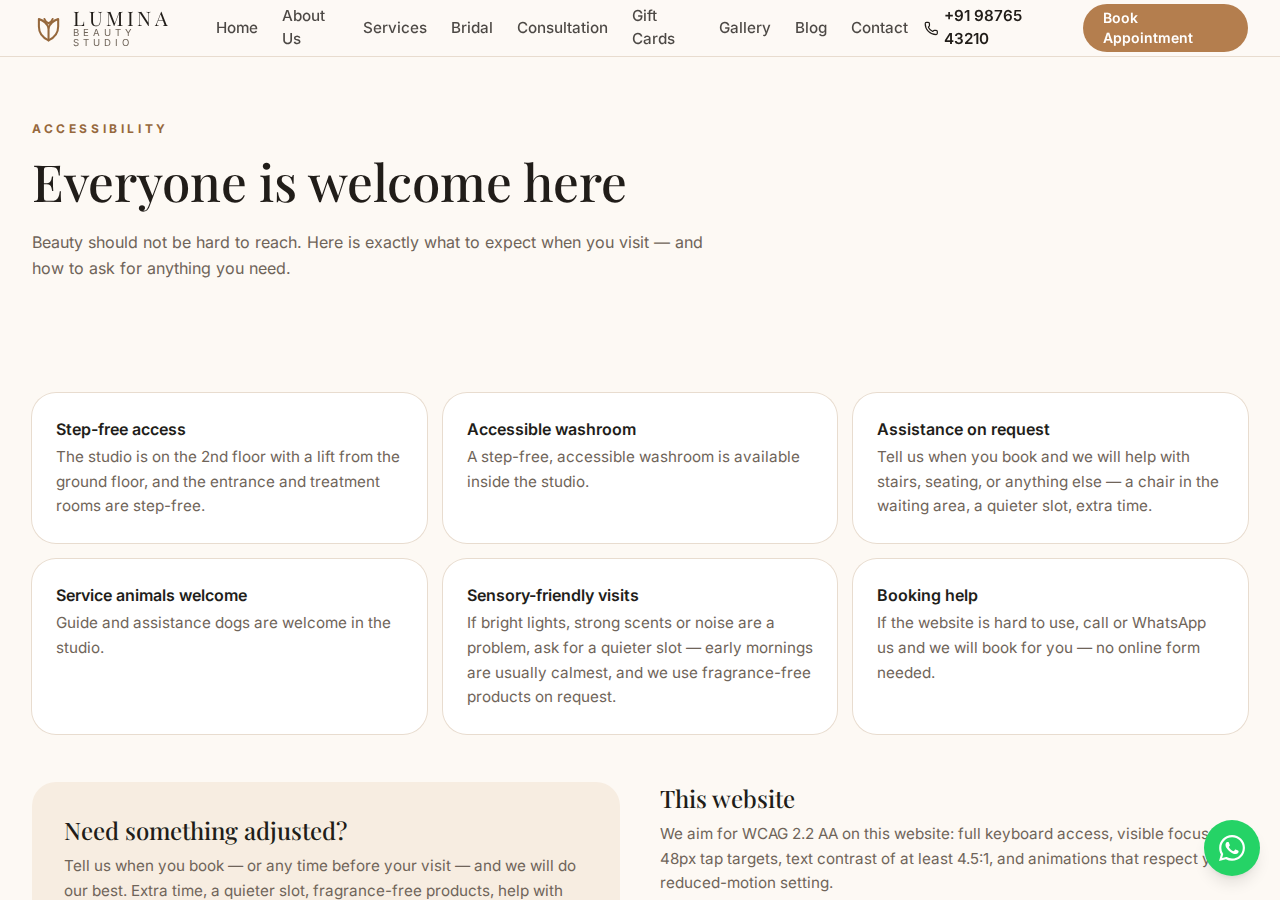 LUMINA
BEAUTY
STUDIO
Home
About
Us
Services
Bridal
Consultation
Gift
Cards
Gallery
Blog
Contact
+91 98765
43210
Book
Appointment
ACCESSIBILITY
Everyone is welcome here
Beauty should not be hard to reach. Here is exactly what to expect when you visit — and
how to ask for anything you need.
Step-free access
The studio is on the 2nd floor with a lift from the
ground floor, and the entrance and treatment
rooms are step-free.
Accessible washroom
A step-free, accessible washroom is available
inside the studio.
Assistance on request
Tell us when you book and we will help with
stairs, seating, or anything else — a chair in the
waiting area, a quieter slot, extra time.
Service animals welcome
Guide and assistance dogs are welcome in the
studio.
Sensory-friendly visits
If bright lights, strong scents or noise are a
problem, ask for a quieter slot — early mornings
are usually calmest, and we use fragrance-free
products on request.
Booking help
If the website is hard to use, call or WhatsApp
us and we will book for you — no online form
needed.
Need something adjusted?
Tell us when you book — or any time before your visit — and we will do
our best. Extra time, a quieter slot, fragrance-free products, help with
This website
We aim for WCAG 2.2 AA on this website: full keyboard access, visible focus
48px tap targets, text contrast of at least 4.5:1, and animations that respect
reduced-motion setting.